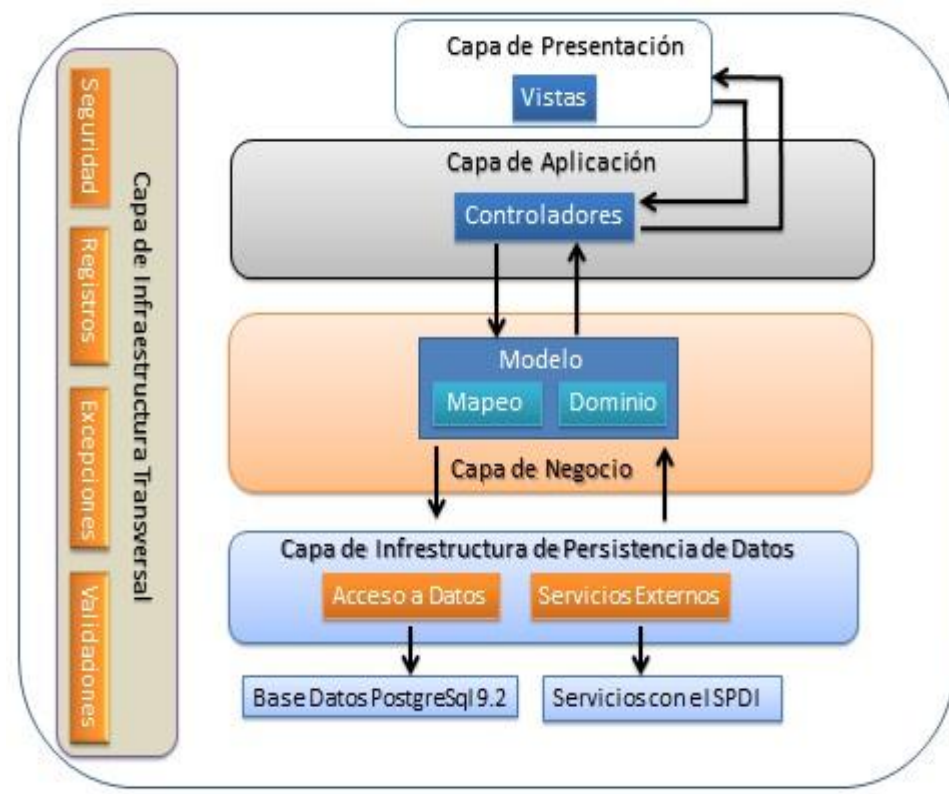 Capa de Presentación
Vistas
Capa de Aplicación
Controladores
Modelo
Mapeo
Dominio
Capa de Negocio
Capa de Infrestructura de Persistencia de Datos
Acceso a Datos
Servicios Externos
Base Datos PostgreSql 9.2
Servicios con el SPDI
Capa de Infraestructura Transversal
Seguridad
Registros
Excepciones
Validadones